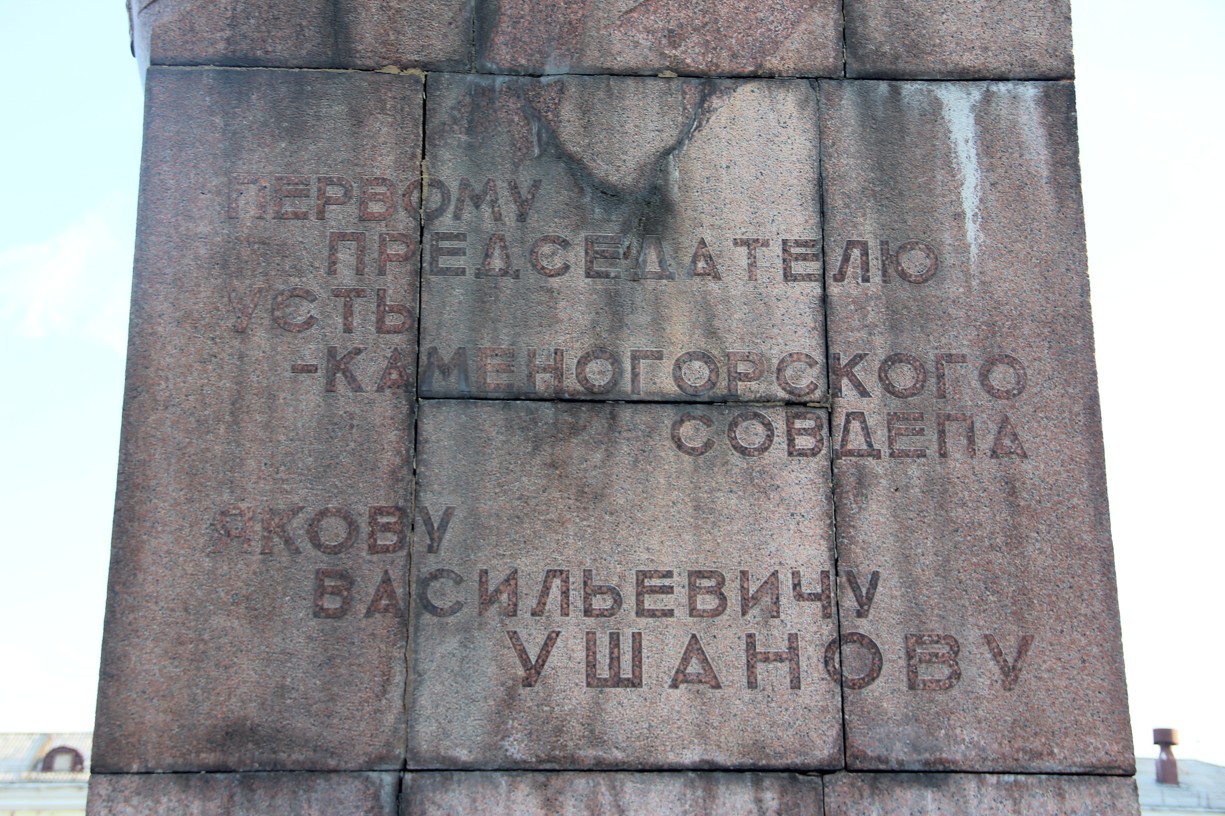 ПЕРВОМУ
ПРЕДСЕДАТЕЛЮ
УСТЬ
-КАМЕНОГОРСКОГО
СОВДЕПА
ЯКОВУ
ВАСИЛЬЕВИЧУ
УШАНОВУ